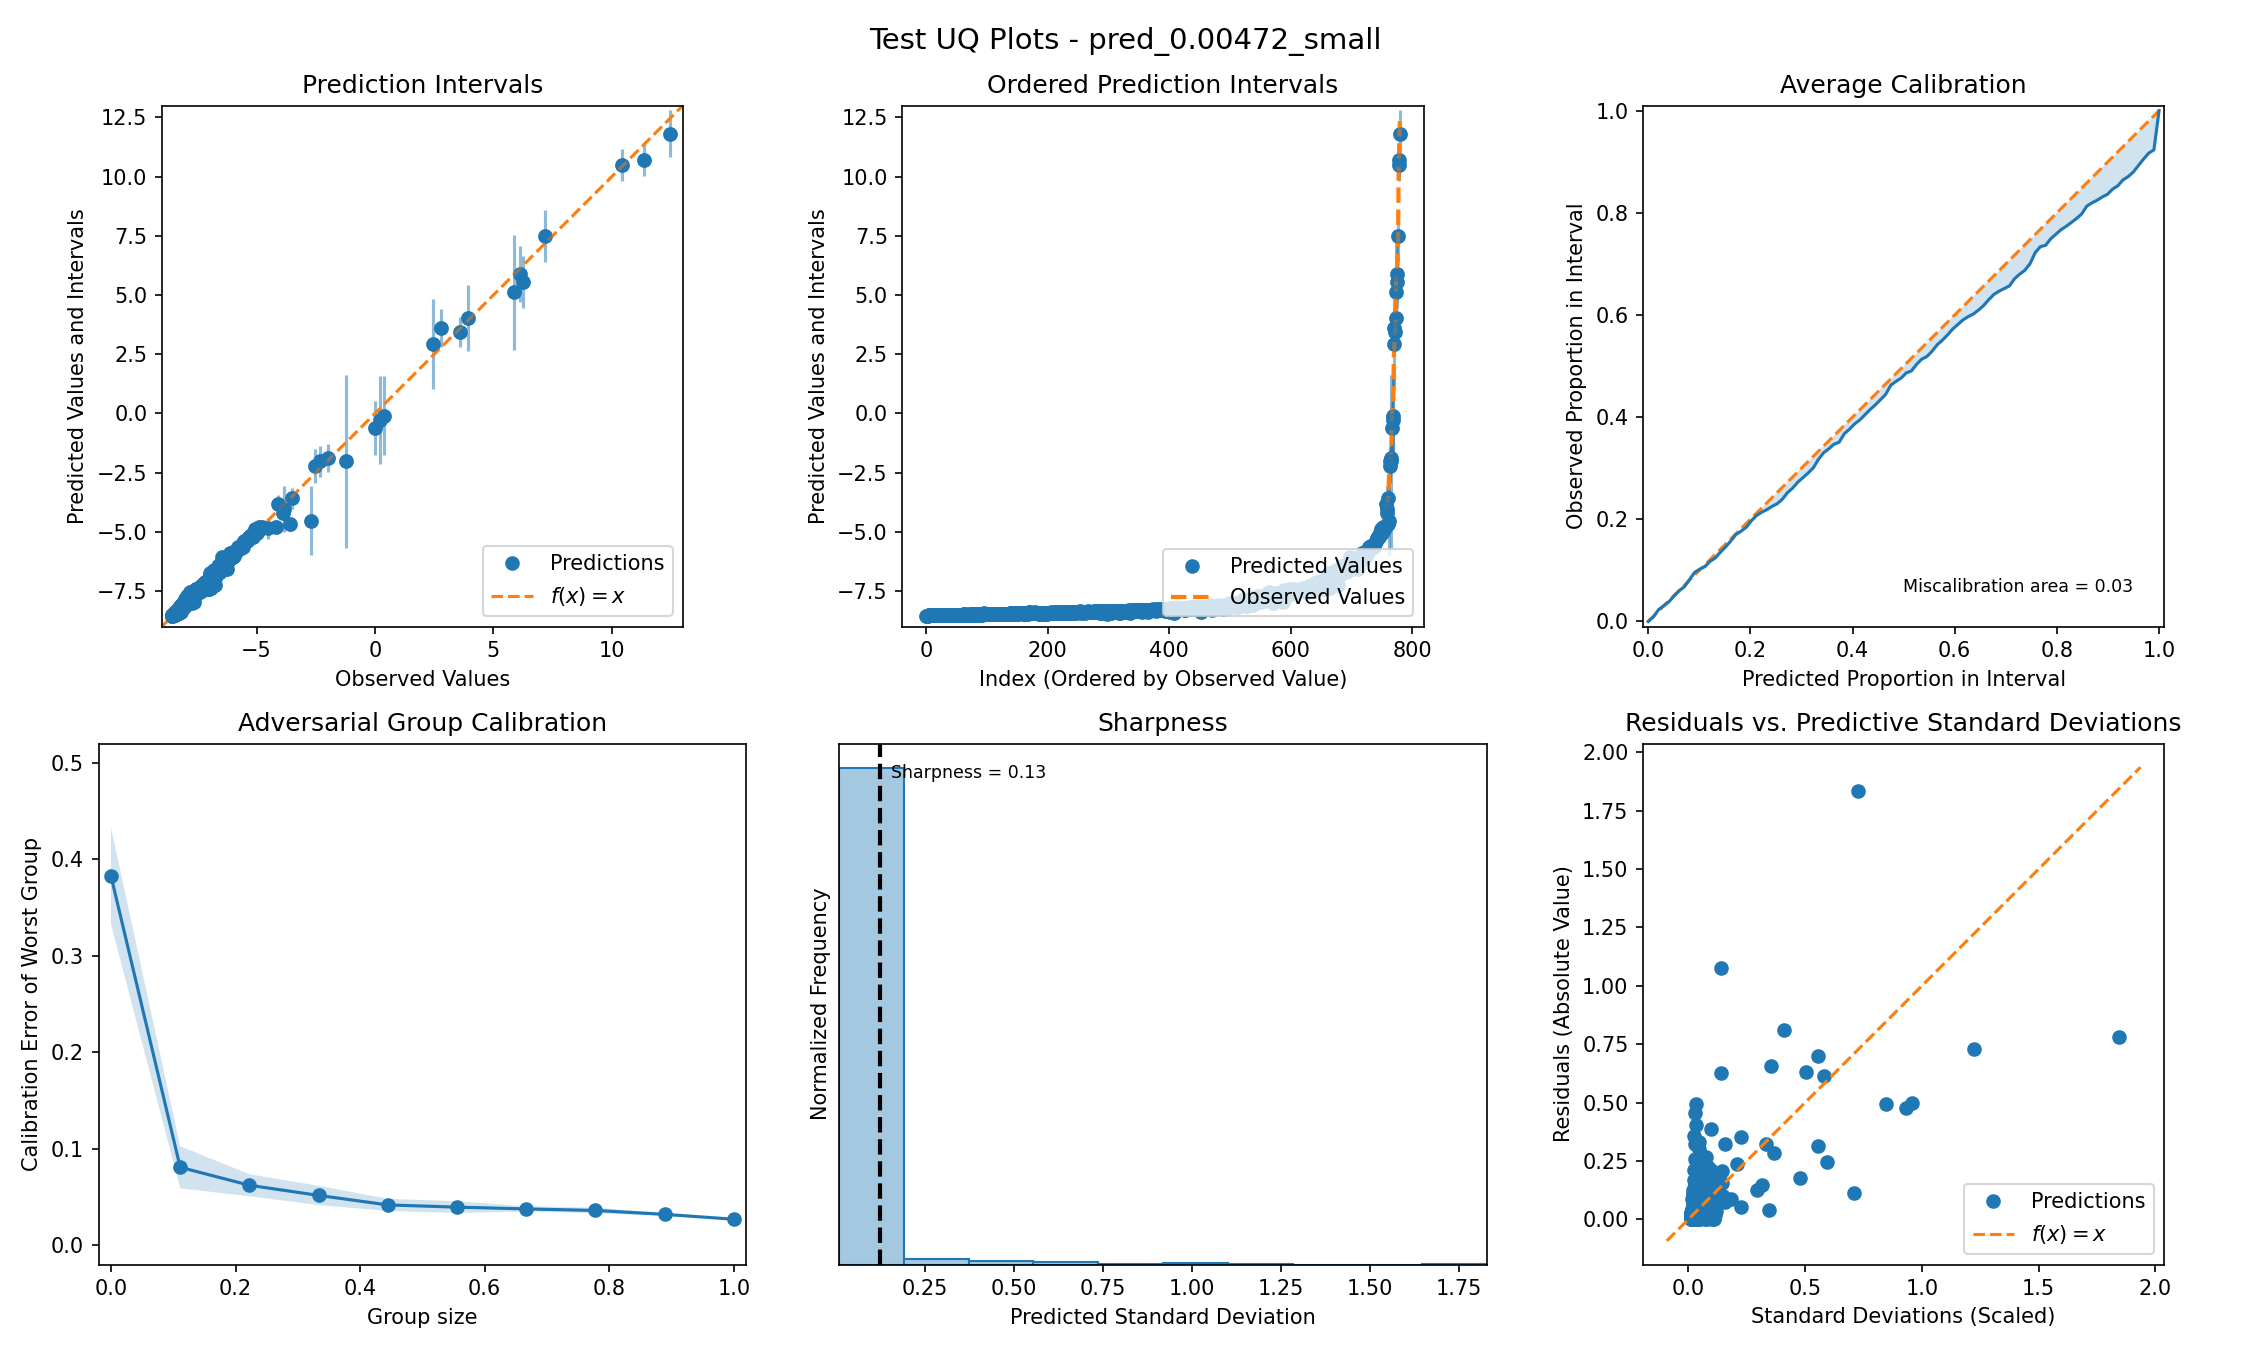 Test UQ Plots - pred_0.00472_small
Prediction Intervals
12.5
10.0
7.5
5.0
2.5
0.0
−2.5
−5.0
−7.5
Predicted Values and Intervals
Predictions
f(x) = x
−5
0
5
10
Observed Values
Ordered Prediction Intervals
12.5
10.0
7.5
5.0
2.5
0.0
−2.5
−5.0
−7.5
Predicted Values and Intervals
Predicted Values
Observed Values
0
200
400
600
800
Index (Ordered by Observed Value)
Average Calibration
1.0
0.8
0.6
0.4
0.2
0.0
Observed Proportion in Interval
Miscalibration area = 0.03
0.0
0.2
0.4
0.6
0.8
1.0
Predicted Proportion in Interval
Adversarial Group Calibration
0.5
0.4
0.3
0.2
0.1
0.0
Calibration Error of Worst Group
0.0
0.2
0.4
0.6
0.8
1.0
Group size
Sharpness
Sharpness = 0.13
Normalized Frequency
0.25
0.50
0.75
1.00
1.25
1.50
1.75
Predicted Standard Deviation
Residuals vs. Predictive Standard Deviations
2.00
1.75
1.50
1.25
1.00
0.75
0.50
0.25
0.00
Residuals (Absolute Value)
Predictions
f(x) = x
0.0
0.5
1.0
1.5
2.0
Standard Deviations (Scaled)